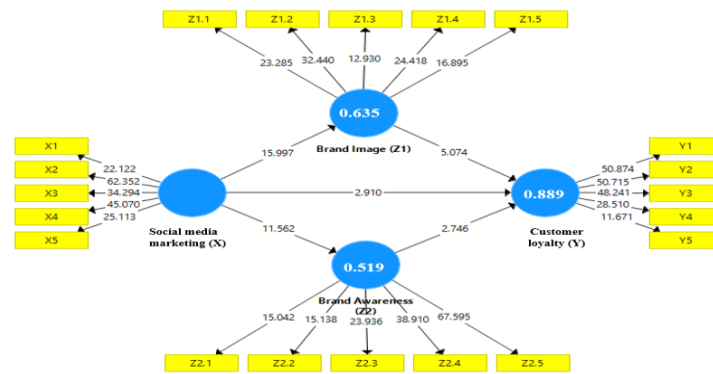 Z1.1 Z1.2 Z1.3 Z1.4 Z1.5
23.285 32.440 12.930 24.418 16.895
0.635
Brand Image (Z1)
15.997 5.074
X1
X2
X3
X4
X5
22.122
62.352
34.294
45.070
25.113
Social media
marketing (X)
2.910
0.889
Customer
loyalty (Y)
50.874
50.715
48.241
28.510
11.671
Y1
Y2
Y3
Y4
Y5
11.562 2.746
0.519
Brand Awareness
(Z2)
15.042 15.138 23.936 38.910 67.595
Z2.1 Z2.2 Z2.3 Z2.4 Z2.5